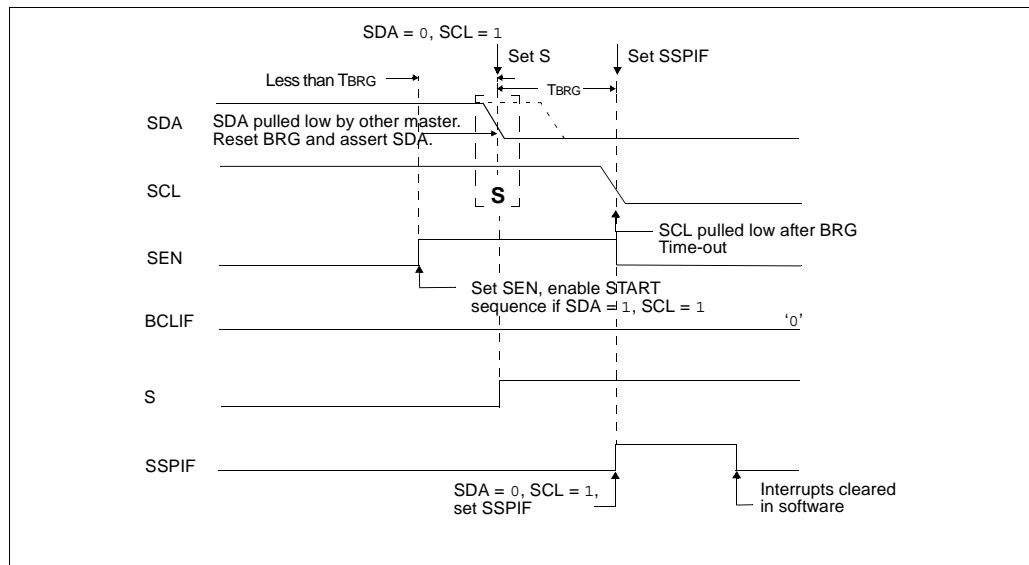 SDA = 0, SCL = 1
Set S
Set SSPIF
Less than TBRG
TBRG
SDA
SDA pulled low by other master.
Reset BRG and assert SDA.
SCL
S
SCL pulled low after BRG
Time-out
SEN
Set SEN, enable START
sequence if SDA = 1, SCL = 1
BCLIF
‘0’
S
SSPIF
SDA = 0, SCL = 1,
set SSPIF
Interrupts cleared
in software